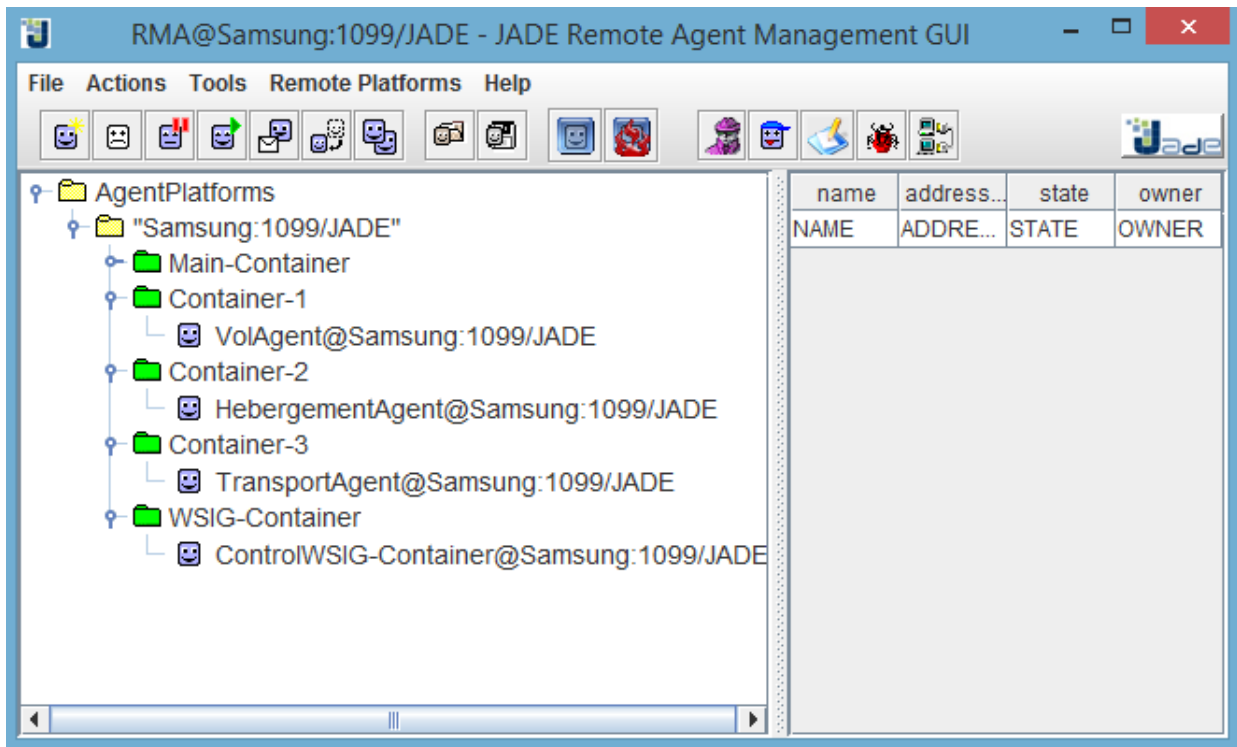 RMA@Samsung:1099/JADE - JADE Remote Agent Management GUI
File Actions Tools Remote Platforms Help
Jade
AgentPlatforms
"Samsung:1099/JADE"
Main-Container
Container-1
VolAgent@Samsung:1099/JADE
Container-2
HebergementAgent@Samsung:1099/JADE
Container-3
TransportAgent@Samsung:1099/JADE
WSIG-Container
ControlWSIG-Container@Samsung:1099/JADE
name address... state owner
NAME ADDRE... STATE OWNER